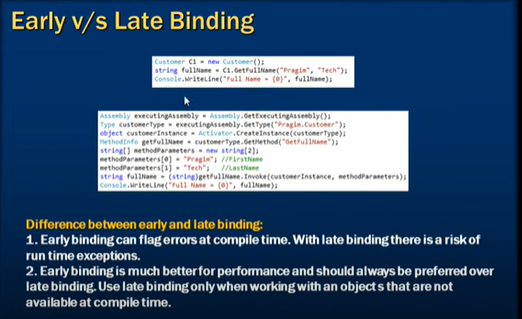 Early v/s Late Binding
Customer C1 = new Customer();
string fullName = C1.GetFullName("Pragim", "Tech");
Console.WriteLine("Full Name = {0}", fullName);
Assembly executingAssembly = Assembly.GetExecutingAssembly();
Type customerType = executingAssembly.GetType("Pragim.Customer");
object customerInstance = Activator.CreateInstance(customerType);
MethodInfo getFullName = customerType.GetMethod("GetFullName");
string[] methodParameters = new string[2];
methodParameters[0] = "Pragim"; //FirstName
methodParameters[1] = "Tech"; //LastName
string fullName = (string)getFullName.Invoke(customerInstance, methodParameters);
Console.WriteLine("Full Name = {0}", fullName);
Difference between early and late binding:
1. Early binding can flag errors at compile time. With late binding there is a risk of
run time exceptions.
2. Early binding is much better for performance and should always be preferred over
late binding. Use late binding only when working with an object s that are not
available at compile time.